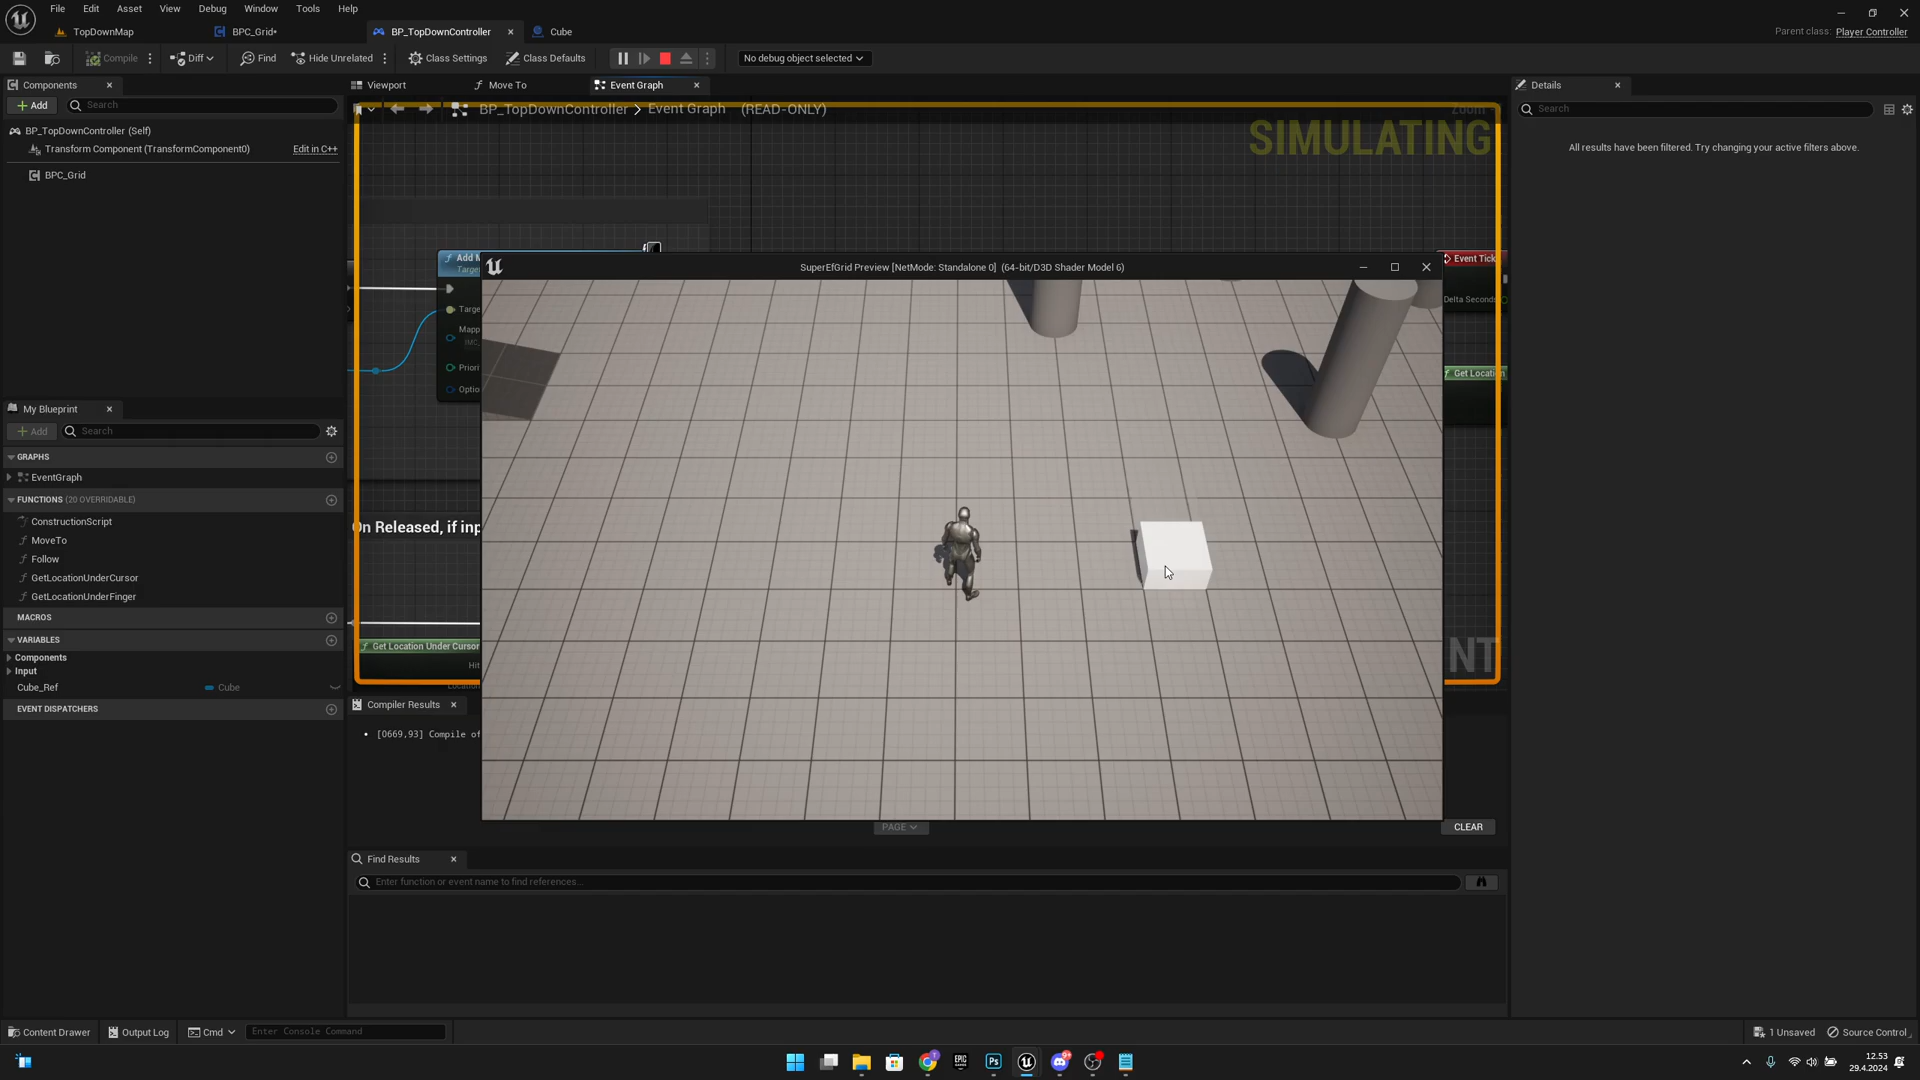 File Edit Asset View Debug Window Tools Help
TopDownMap BPC_Grid* BP_TopDownController Cube
Parent class: Player Controller
Compile Diff Find Hide Unrelated Class Settings Class Defaults No debug object selected
Components Viewport Move To Event Graph Details
Add Search
BP_TopDownController > Event Graph (READ-ONLY) Zoom
Search
BP_TopDownController (Self)
SIMULATING
Transform Component (TransformComponent0) Edit in C++
All results have been filtered. Try changing your active filters above.
BPC_Grid
Event Tick
Delta Seconds
Get Location
SuperEfGrid Preview [NetMode: Standalone 0] (64-bit/D3D Shader Model 6)
My Blueprint
Add Search
GRAPHS
EventGraph
FUNCTIONS (20 OVERRIDABLE)
ConstructionScript
On Released, if inp
MoveTo
Follow
GetLocationUnderCursor
GetLocationUnderFinger
MACROS
VARIABLES
Get Location Under Cursor
Components
Hit
NT
Input
Cube_Ref Cube
EVENT DISPATCHERS
Compiler Results
[0669,93] Compile of
PAGE
CLEAR
Find Results
Enter function or event name to find references...
Content Drawer Output Log Cmd Enter Console Command
1 Unsaved Source Control
12.53
29.4.2024